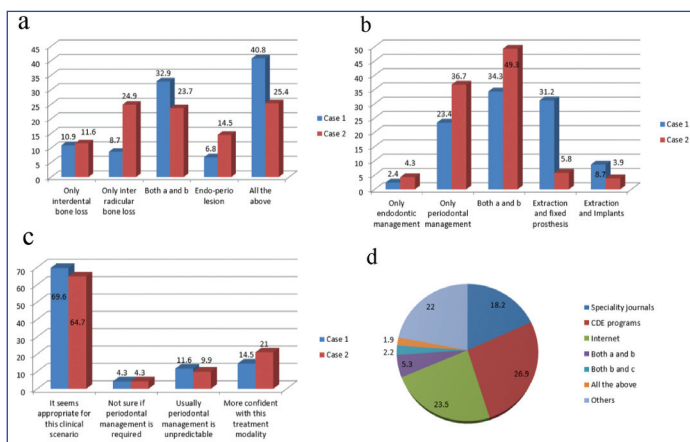 a
45
40
35
30
25
20
15
10
5
0
10.9
11.6
8.7
24.9
32.9
23.7
6.8
14.5
40.8
25.4
Only interdental bone loss
Only inter radicular bone loss
Both a and b
Endo-perio lesion
All the above
Case 1
Case 2
b
50
45
40
35
30
25
20
15
10
5
0
2.4
4.3
23.4
36.7
34.3
49.3
31.2
5.8
8.7
3.9
Only endodontic management
Only periodontal management
Both a and b
Extraction and fixed prosthesis
Extraction and Implants
Case 1
Case 2
c
70
60
50
40
30
20
10
0
69.6
64.7
4.3
4.3
11.6
9.9
14.5
21
It seems appropriate for this clinical scenario
Not sure if periodontal management is required
Usually periodontal management is unpredictable
More confident with this treatment modality
Case 1
Case 2
d
18.2
26.9
23.5
5.3
2.2
1.9
22
Speciality journals
CDE programs
Internet
Both a and b
Both b and c
All the above
Others